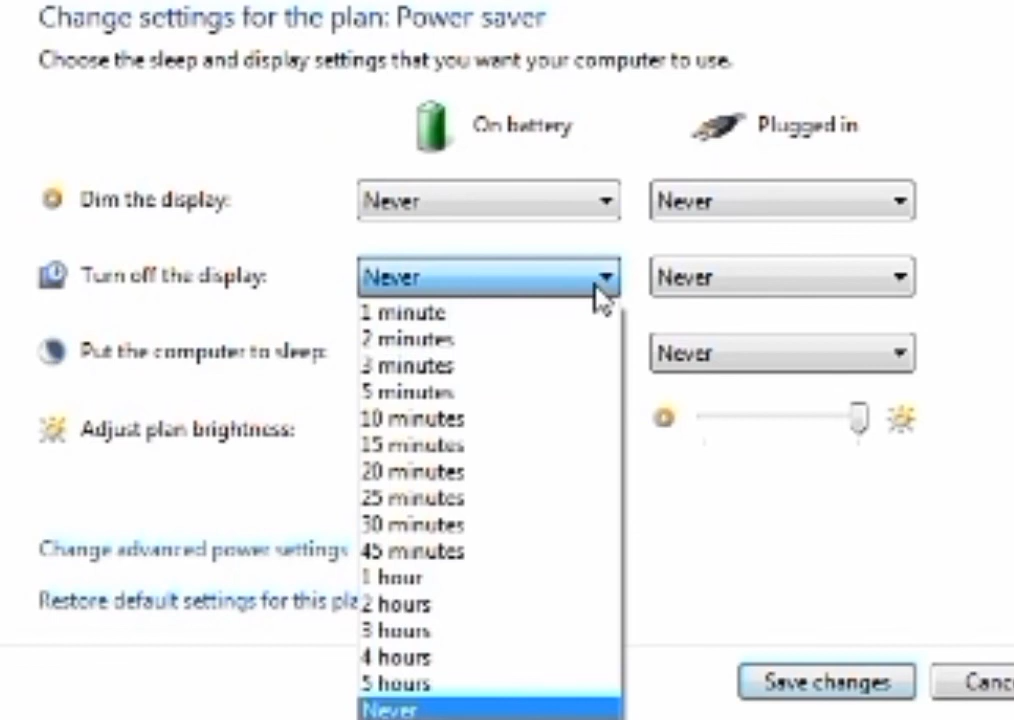 Change settings for the plan: Power saver
Choose the sleep and display settings that you want your computer to use.
On battery Plugged in
Dim the display: Never Never
Turn off the display: Never Never
1 minute
2 minutes
3 minutes
5 minutes
10 minutes
15 minutes
20 minutes
25 minutes
30 minutes
45 minutes
1 hour
2 hours
3 hours
4 hours
5 hours
Never
Put the computer to sleep: Never
Adjust plan brightness:
Change advanced power settings
Restore default settings for this pla
Save changes Canc